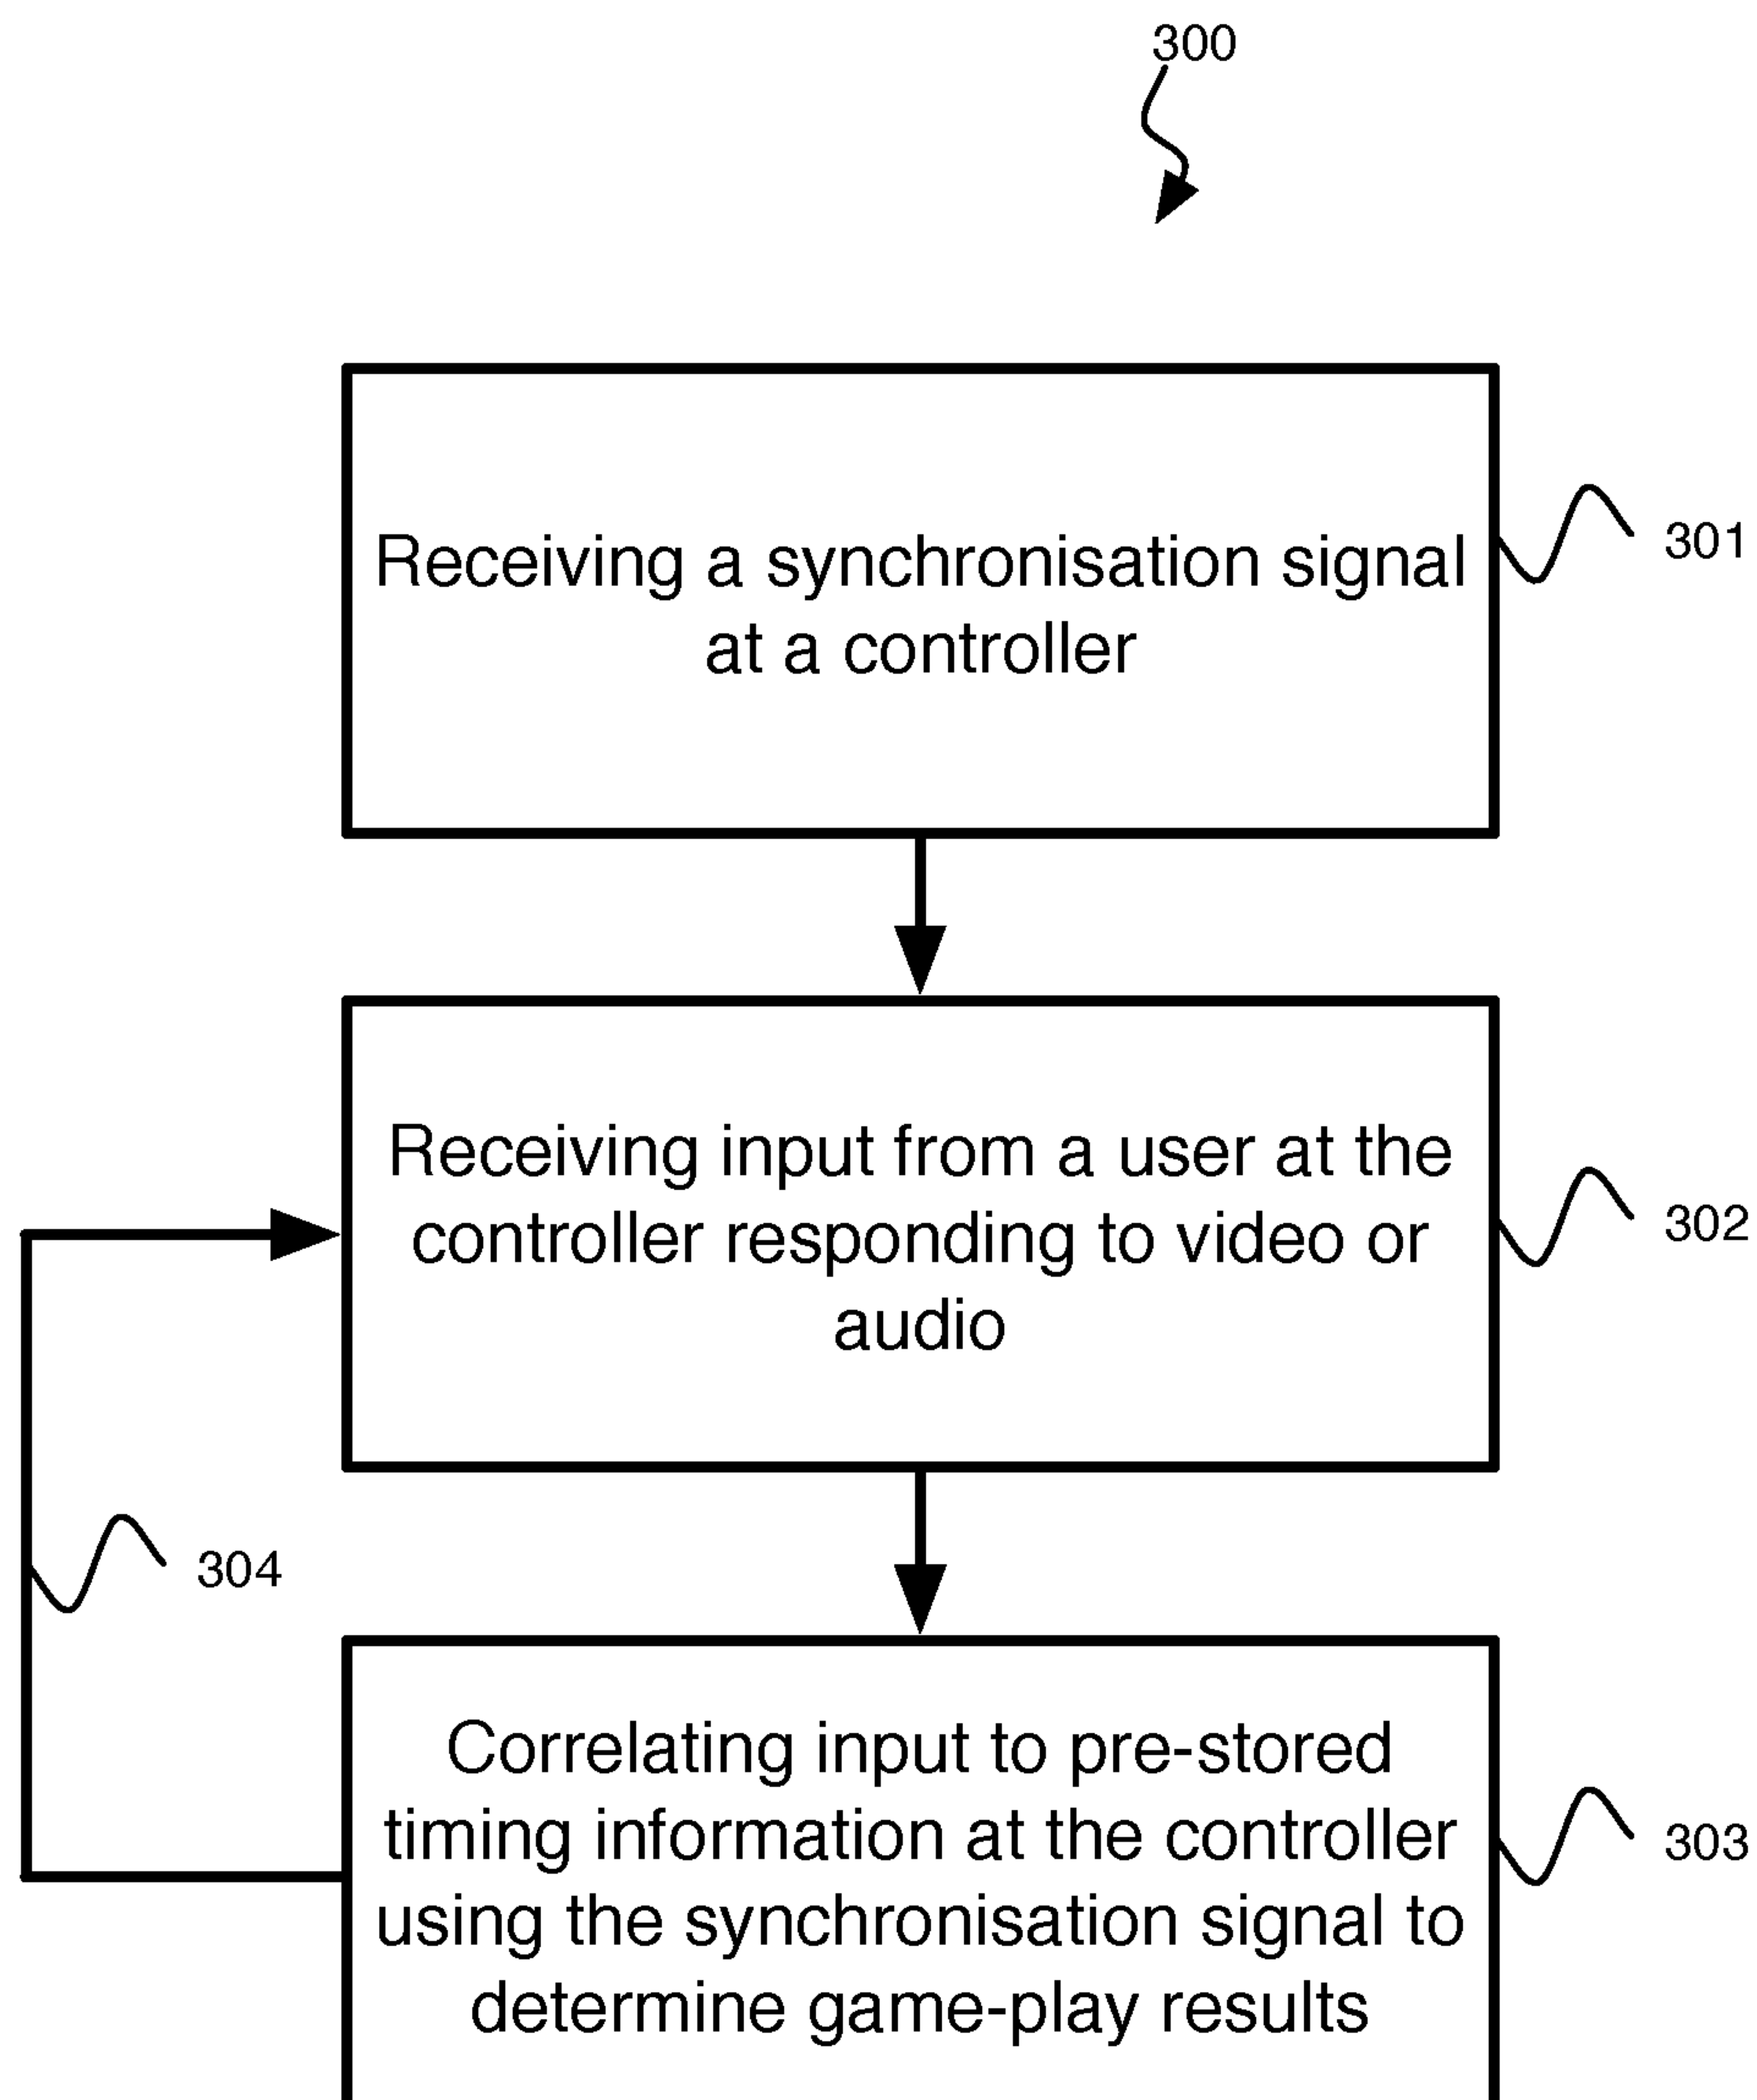 300
Receiving a synchronisation signal
at a controller
301
Receiving input from a user at the
controller responding to video or
audio
302
304
Correlating input to pre-stored
timing information at the controller
using the synchronisation signal to
determine game-play results
303